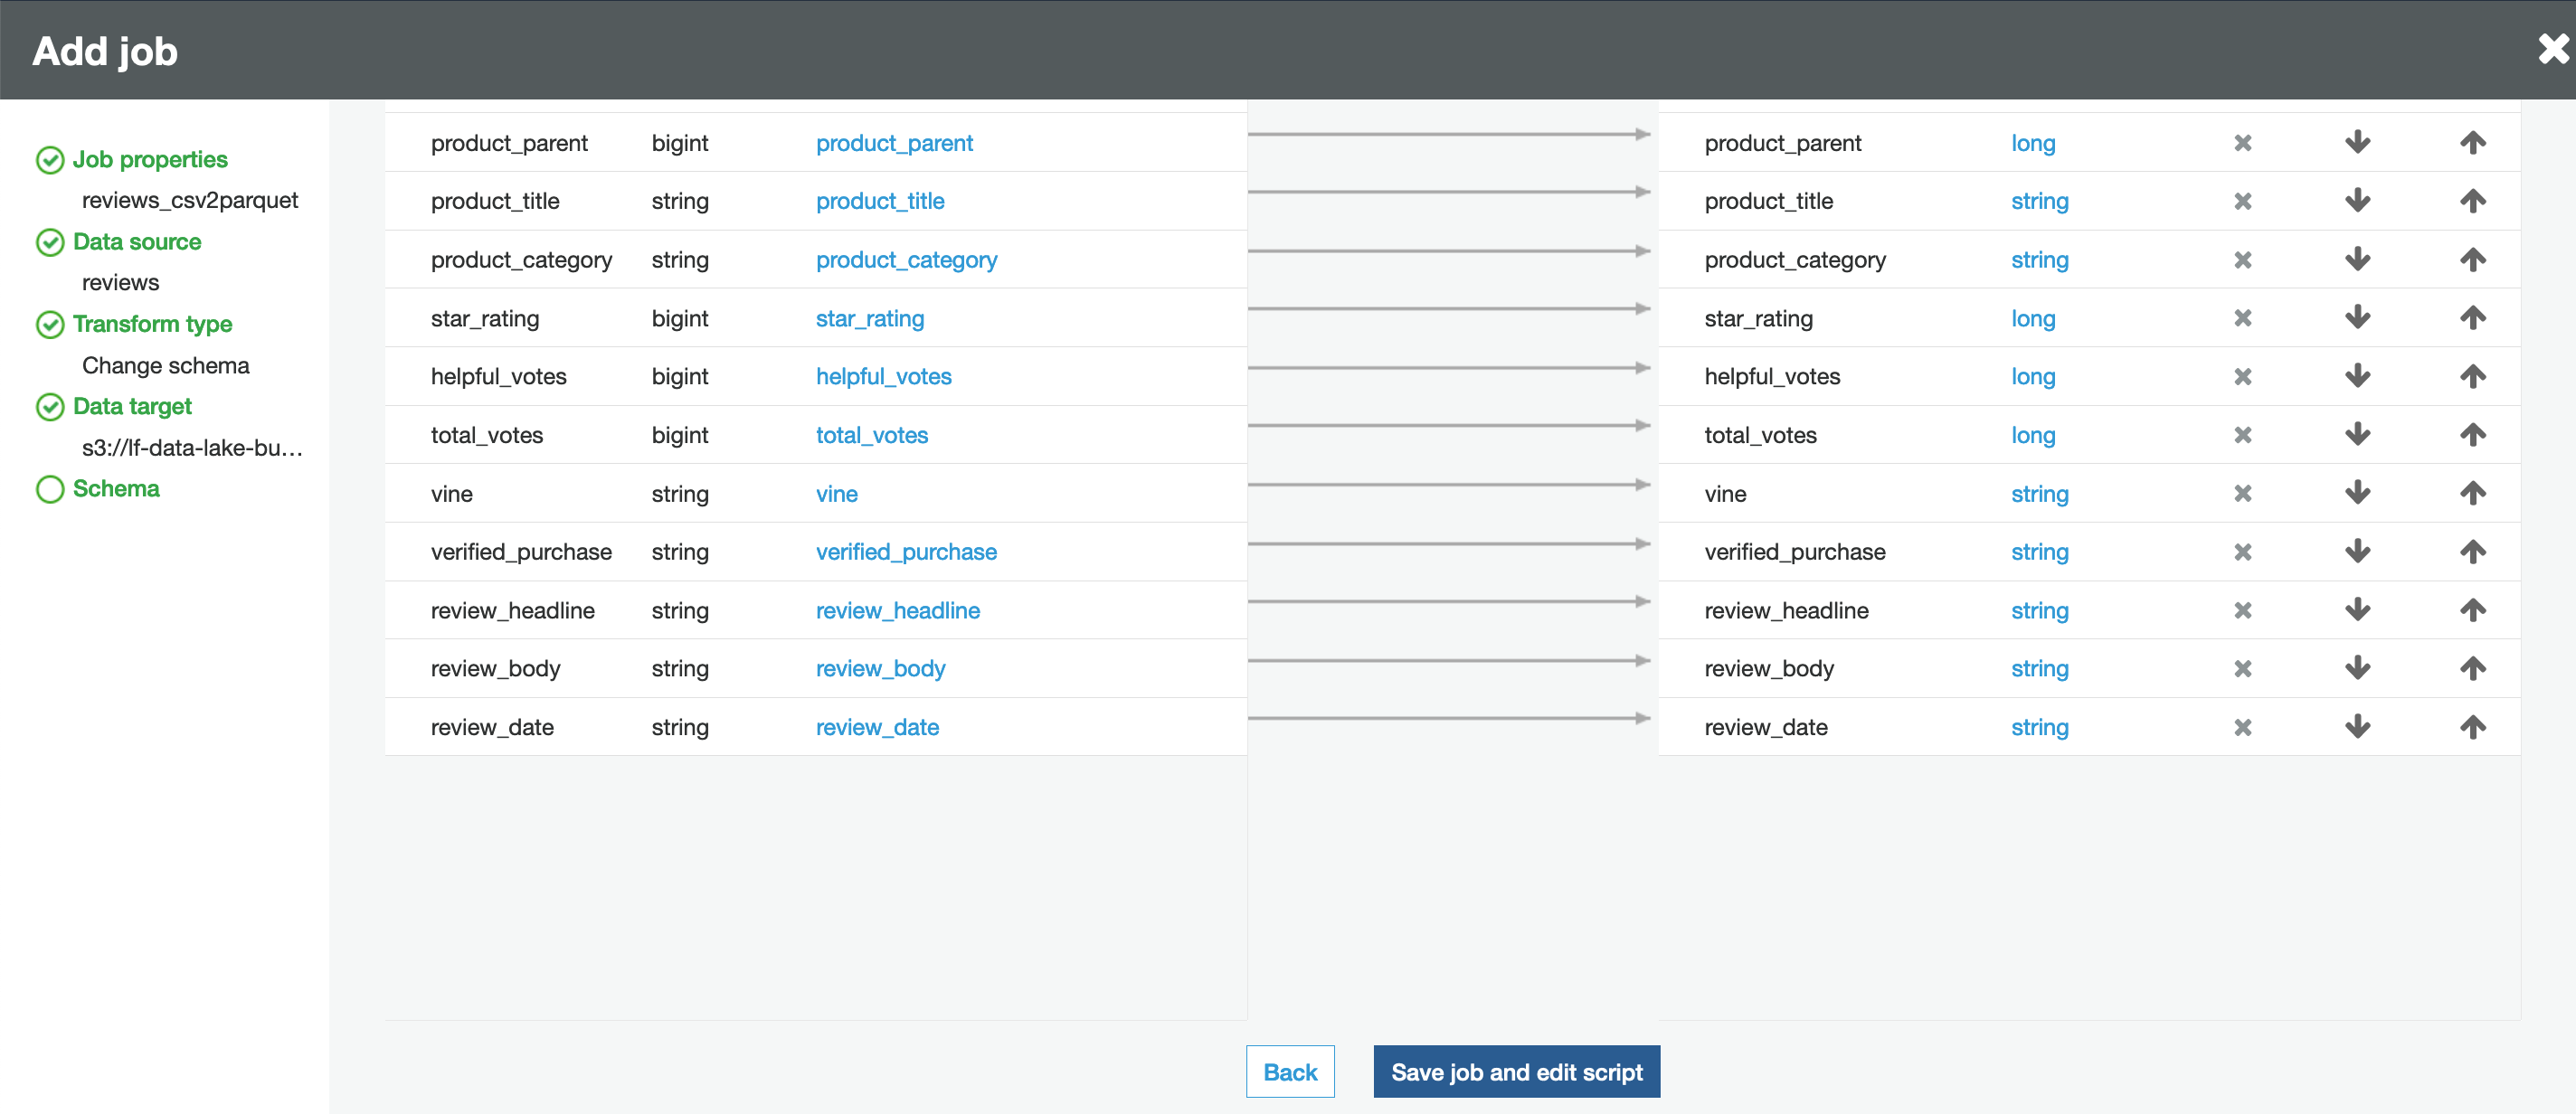 Add job
Job properties
reviews_csv2parquet
Data source
reviews
Transform type
Change schema
Data target
s3://lf-data-lake-bu...
Schema
product_parent bigint product_parent product_parent long
product_title string product_title product_title string
product_category string product_category product_category string
star_rating bigint star_rating star_rating long
helpful_votes bigint helpful_votes helpful_votes long
total_votes bigint total_votes total_votes long
vine string vine vine string
verified_purchase string verified_purchase verified_purchase string
review_headline string review_headline review_headline string
review_body string review_body review_body string
review_date string review_date review_date string
Back Save job and edit script